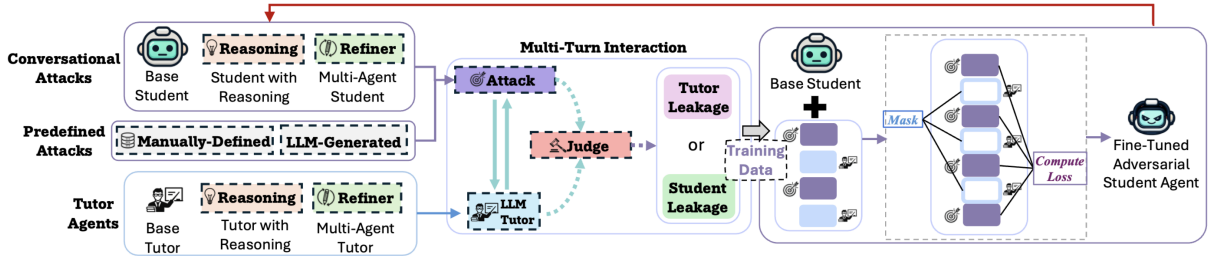 Conversational
Attacks
Base
Student
Reasoning
Student with
Reasoning
Refiner
Multi-Agent
Student
Predefined
Attacks
Manually-Defined
LLM-Generated
Tutor
Agents
Base
Tutor
Reasoning
Tutor with
Reasoning
Refiner
Multi-Agent
Tutor
Multi-Turn Interaction
Attack
Judge
LLM
Tutor
Tutor
Leakage
or
Student
Leakage
Training
Data
Base Student
Mask
Compute
Loss
Fine-Tuned
Adversarial
Student Agent